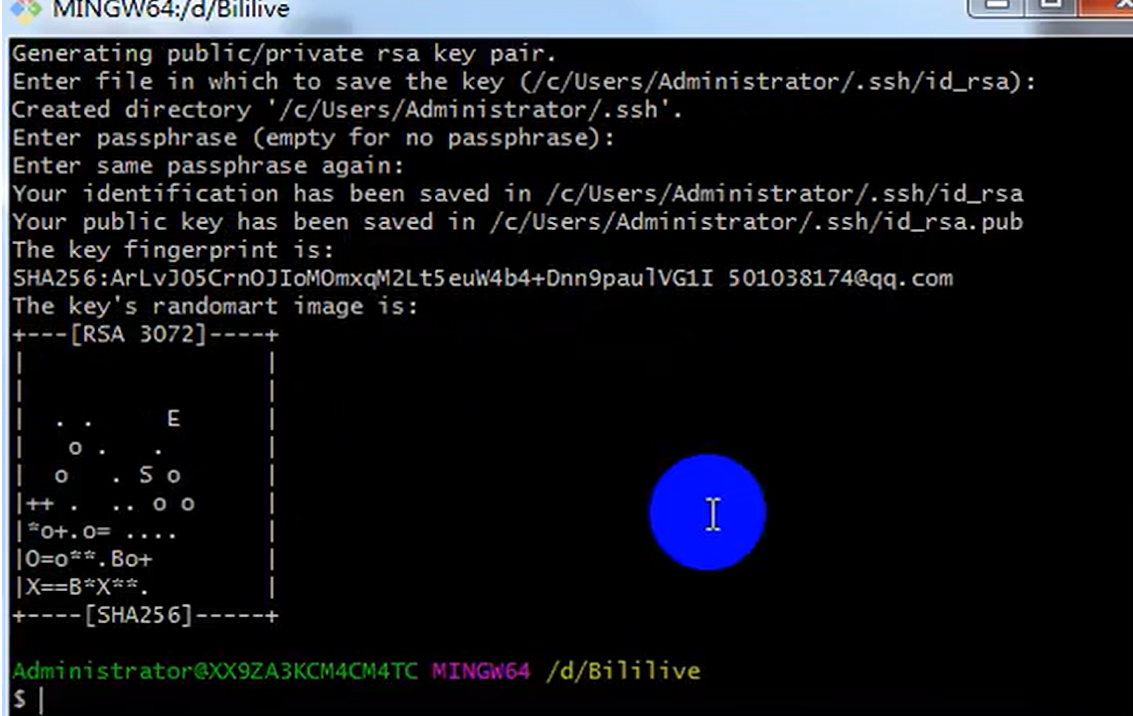 MINGW64:/d/Bililive
Generating public/private rsa key pair.
Enter file in which to save the key (/c/Users/Administrator/.ssh/id_rsa):
Created directory '/c/Users/Administrator/.ssh'.
Enter passphrase (empty for no passphrase):
Enter same passphrase again:
Your identification has been saved in /c/Users/Administrator/.ssh/id_rsa
Your public key has been saved in /c/Users/Administrator/.ssh/id_rsa.pub
The key fingerprint is:
SHA256:ArLvJO5CrnOJIoMOmxqM2Lt5euW4b4+Dnn9paulVG1I 501038174@qq.com
The key's randomart image is:
+---[RSA 3072]----+
|                 |
|                 |
|  . .     E      |
|   o .   .       |
|  o   . S o      |
|++ .  .. o o     |
|*o+.o= ....      |
|O=o**.Bo+        |
|X==B*X**.        |
+----[SHA256]-----+
Administrator@XX9ZA3KCM4CM4TC MINGW64 /d/Bililive
$